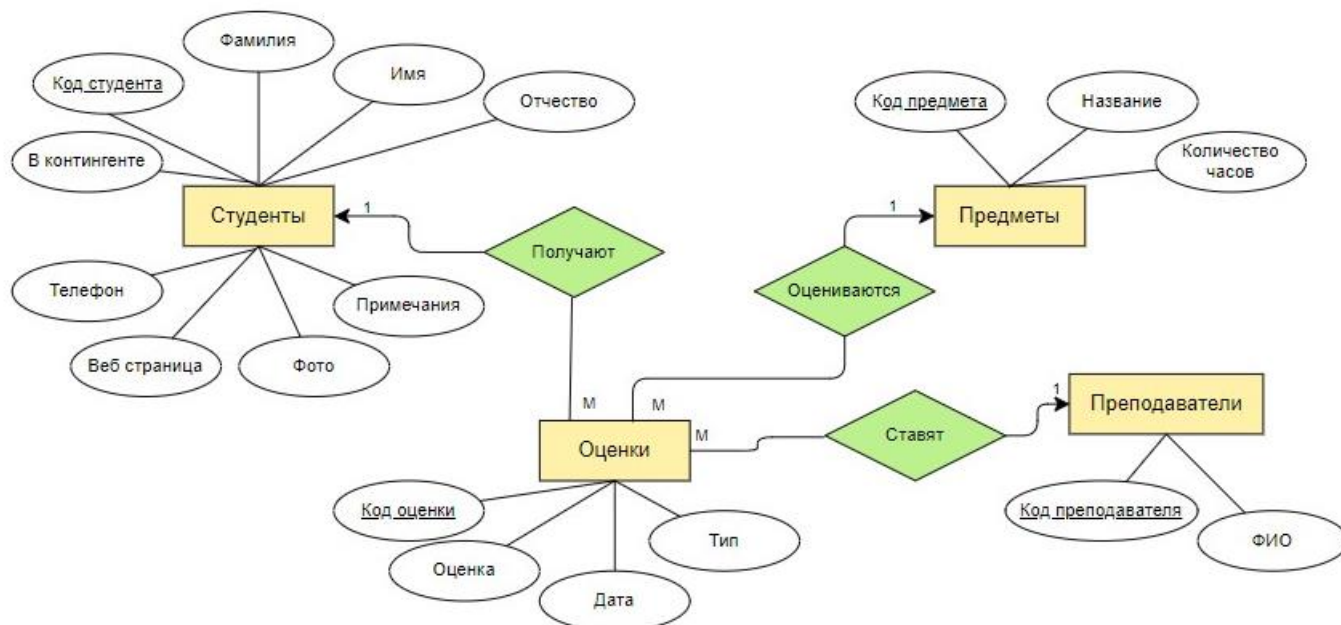 Фамилия
Код студента
Имя
Отчество
В контингенте
Студенты
1
Получают
Телефон
Примечания
Веб страница
Фото
Код предмета
Название
Количество
часов
1
Предметы
Оцениваются
М
М
М
Оценки
Ставят
1
Преподаватели
Код оценки
Оценка
Дата
Тип
Код преподавателя
ФИО